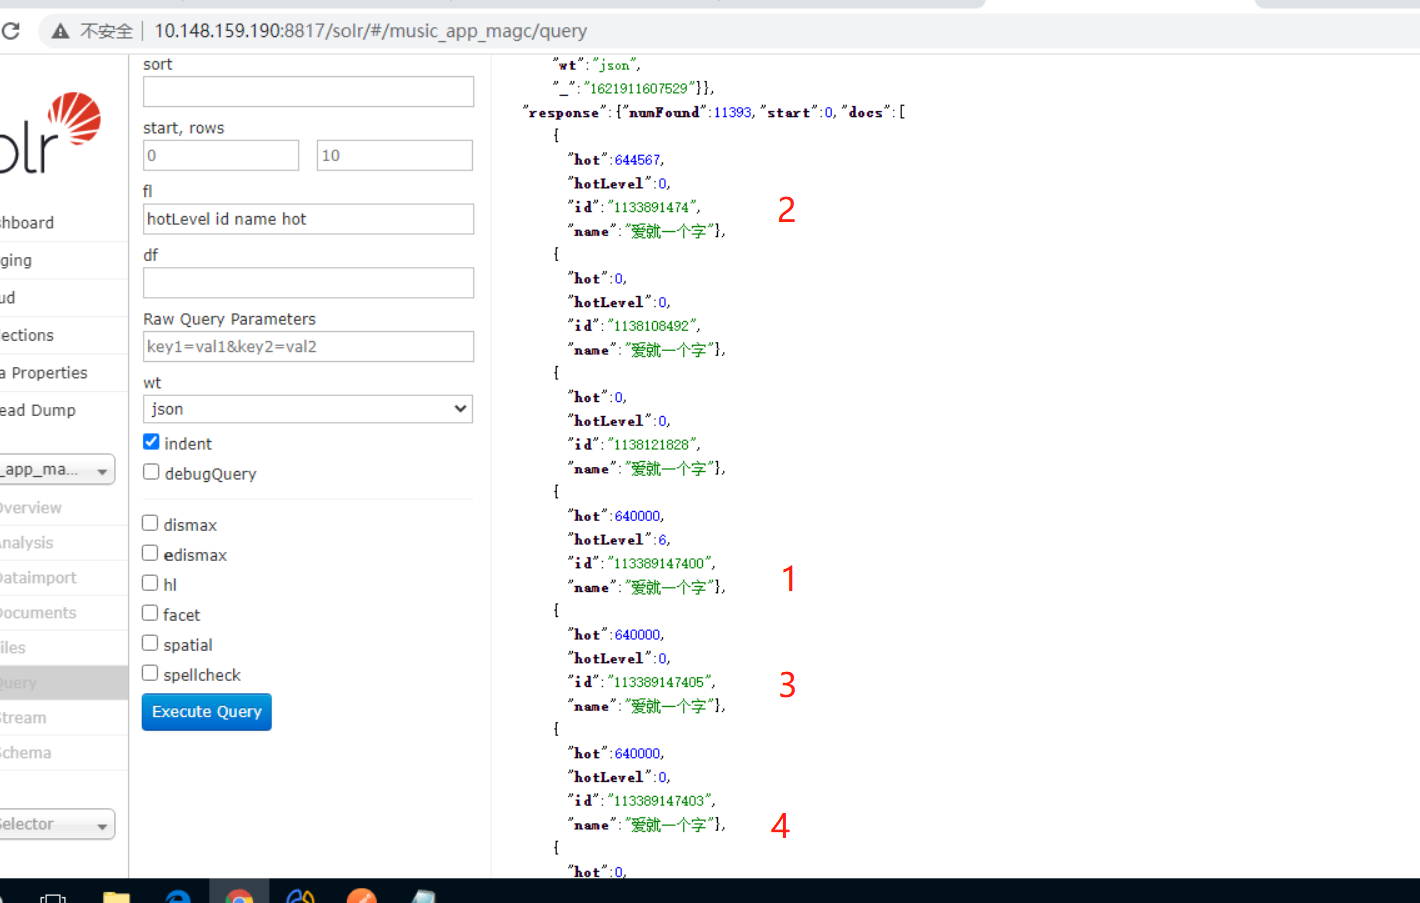 不安全 | 10.148.159.190:8817/solr/#/music_app_magc/query
olr
shboard
ging
ud
lections
a Properties
ead Dump
_app_ma...
Overview
Analysis
Dataimport
Documents
iles
Query
Stream
Schema
Selector
sort
start, rows
0
10
fl
hotLevel id name hot
df
Raw Query Parameters
key1=val1&key2=val2
wt
json
indent
debugQuery
dismax
edismax
hl
facet
spatial
spellcheck
Execute Query
"wt":"json",
"_":"1621911607529"}},
"response":{"numFound":11393,"start":0,"docs":[
{
"hot":644567,
"hotLevel":0,
"id":"1133891474",
2
"name":"爱就一个字"},
{
"hot":0,
"hotLevel":0,
"id":"1138108492",
"name":"爱就一个字"},
{
"hot":0,
"hotLevel":0,
"id":"1138121828",
"name":"爱就一个字"},
{
"hot":640000,
"hotLevel":6,
"id":"113389147400",
1
"name":"爱就一个字"},
{
"hot":640000,
"hotLevel":0,
"id":"113389147405",
3
"name":"爱就一个字"},
{
"hot":640000,
"hotLevel":0,
"id":"113389147403",
4
"name":"爱就一个字"},
{
"hot":0,